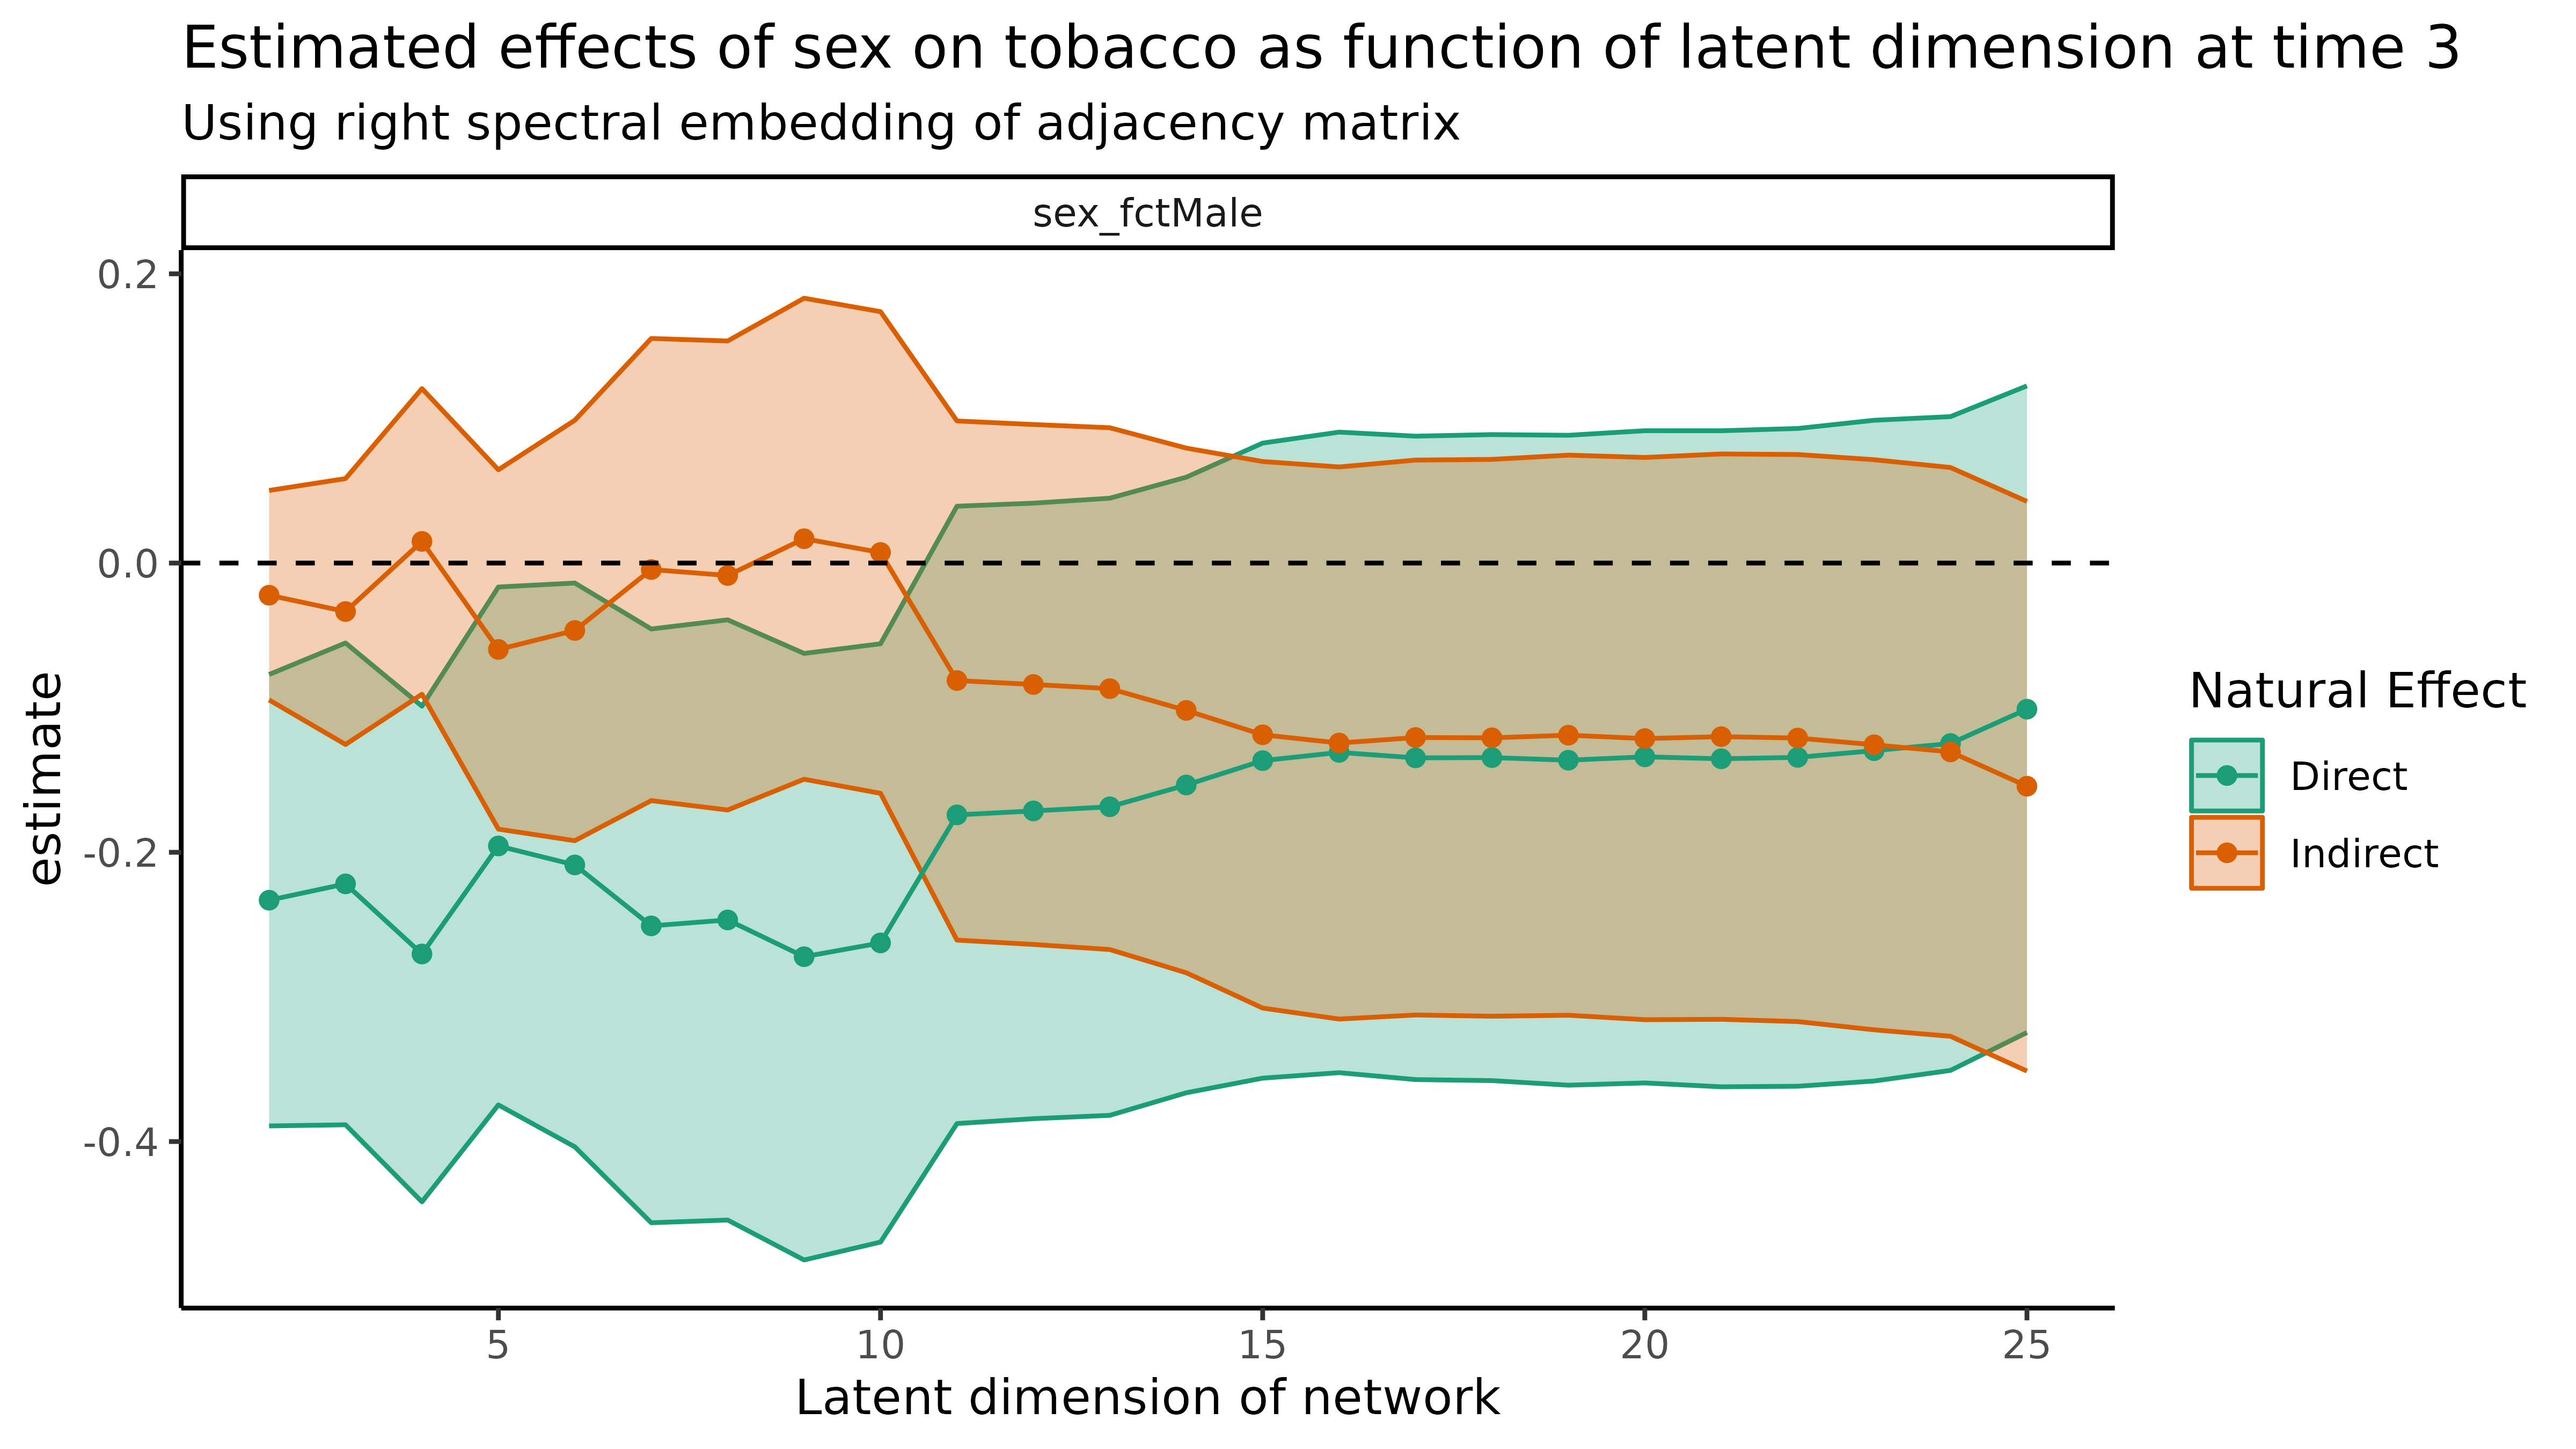 Estimated effects of sex on tobacco as function of latent dimension at time 3
Using right spectral embedding of adjacency matrix
sex_fctMale
0.2
0.0
-0.2
-0.4
estimate
5
10
15
20
25
Latent dimension of network
Natural Effect
Direct
Indirect